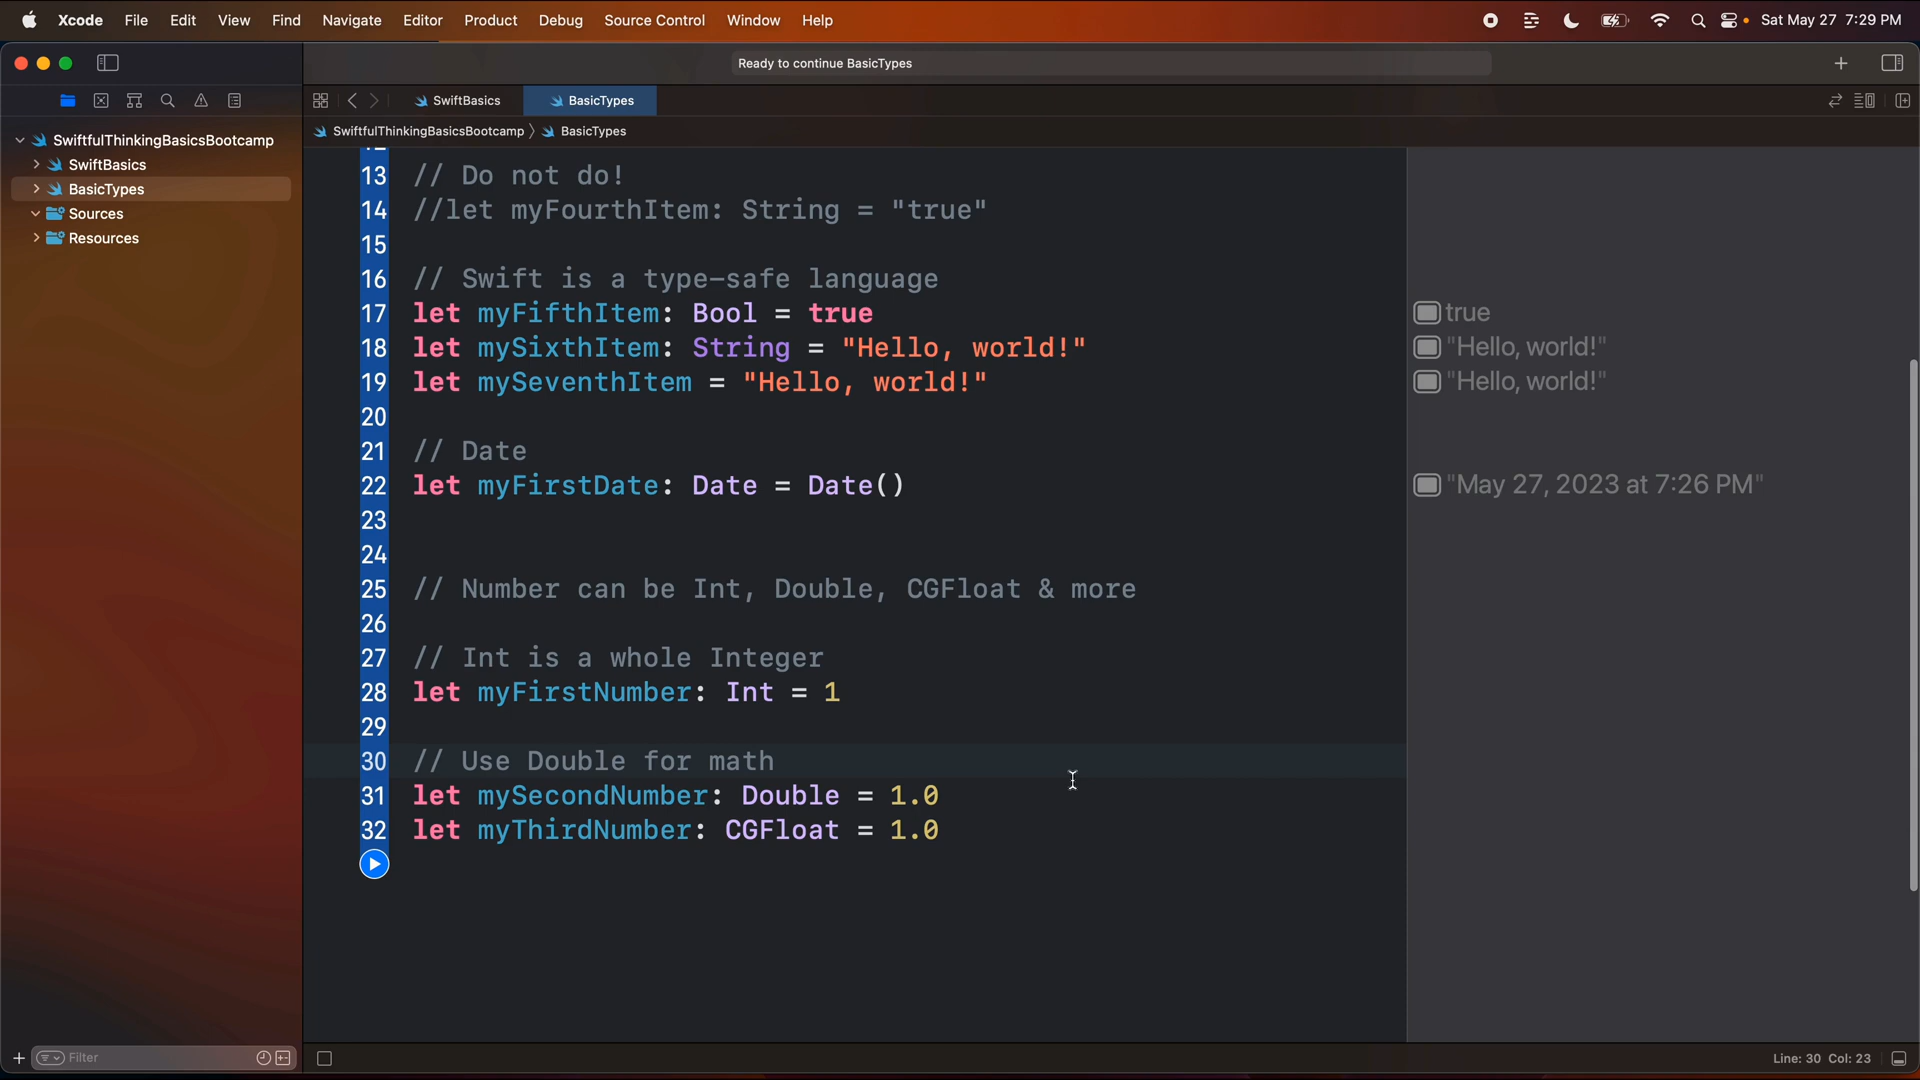 Xcode File Edit View Find Navigate Editor Product Debug Source Control Window Help Sat May 27 7:29 PM
Ready to continue BasicTypes
SwiftBasics BasicTypes
SwiftfulThinkingBasicsBootcamp 〉 BasicTypes
SwiftfulThinkingBasicsBootcamp
SwiftBasics
BasicTypes
Sources
Resources
13 // Do not do!
14 //let myFourthItem: String = "true"
15
16 // Swift is a type-safe language
17 let myFifthItem: Bool = true
18 let mySixthItem: String = "Hello, world!"
19 let mySeventhItem = "Hello, world!"
20
21 // Date
22 let myFirstDate: Date = Date()
23
24
25 // Number can be Int, Double, CGFloat & more
26
27 // Int is a whole Integer
28 let myFirstNumber: Int = 1
29
30 // Use Double for math
31 let mySecondNumber: Double = 1.0
32 let myThirdNumber: CGFloat = 1.0
true
"Hello, world!"
"Hello, world!"
"May 27, 2023 at 7:26 PM"
Filter
Line: 30 Col: 23